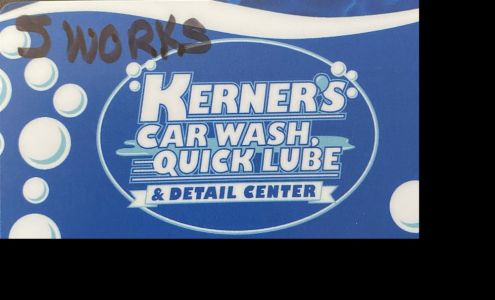 5 WORKS
KERNER'S
CAR WASH,
QUICK LUBE
& DETAIL CENTER